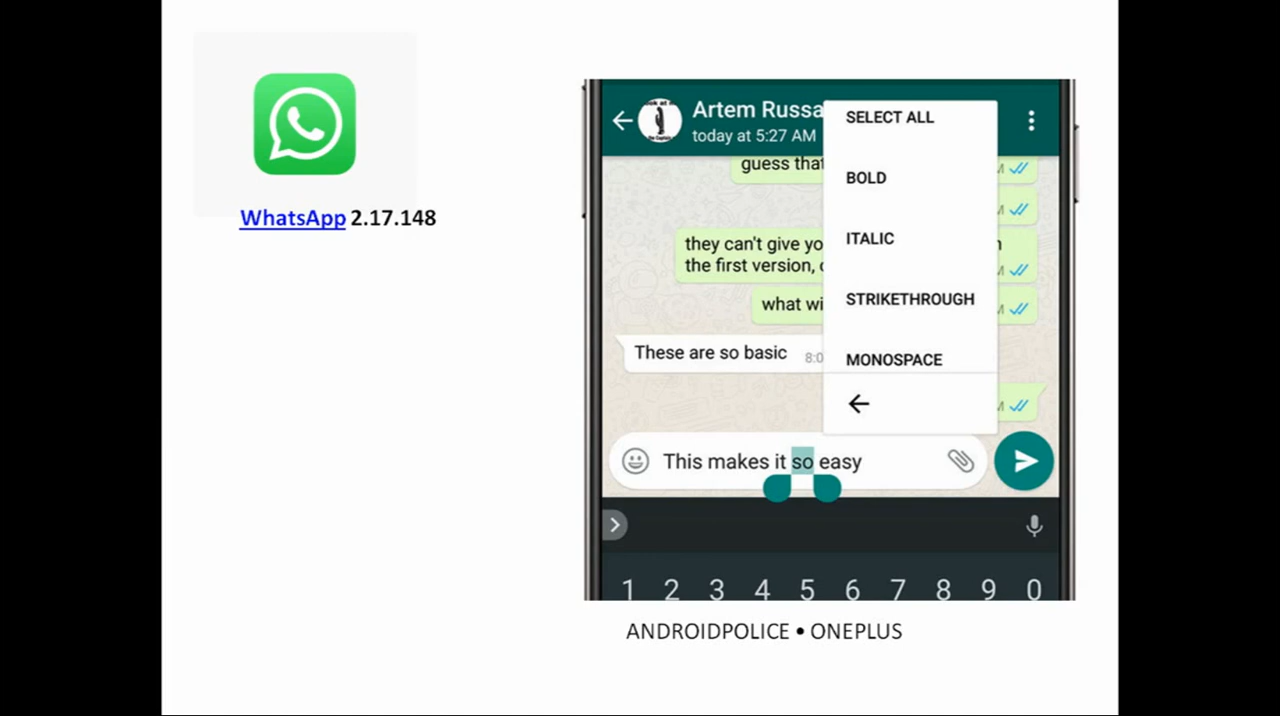 WhatsApp 2.17.148
Artem Russa
today at 5:27 AM
SELECT ALL
BOLD
ITALIC
STRIKETHROUGH
MONOSPACE
guess that
they can't give yo
the first version,
what wi
These are so basic 8:0
This makes it so easy
1 2 3 4 5 6 7 8 9 0
ANDROIDPOLICE • ONEPLUS